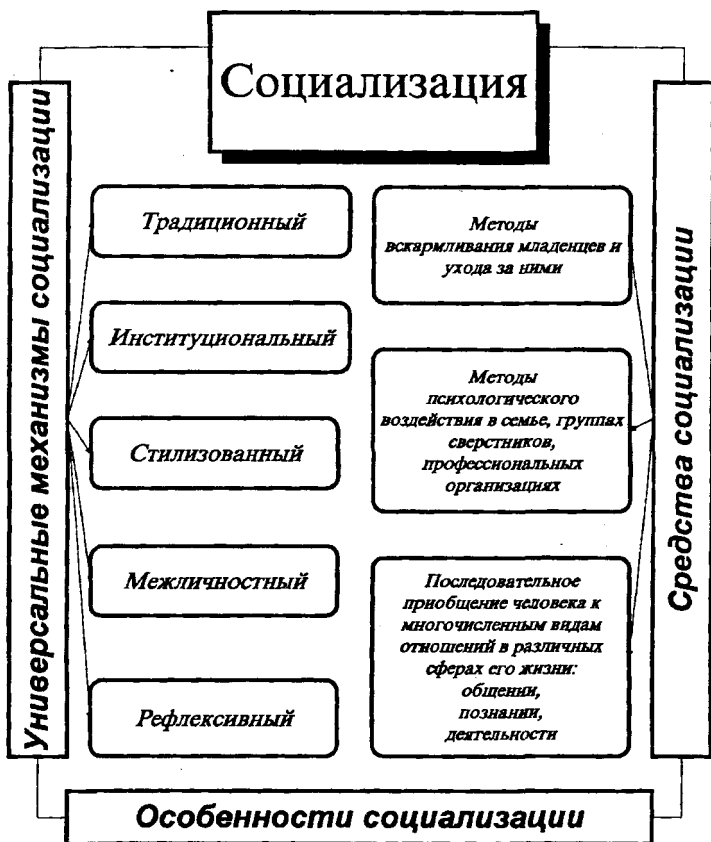 Социализация
Универсальные механизмы социализации
Традиционный
Институциональный
Стилизованный
Межличностный
Рефлексивный
Методы
вскармливания младенцев и
ухода за ними
Методы
психологического
воздействия в семье, группах
сверстников,
профессиональных
организациях
Последовательное
приобщение человека к
многочисленным видам
отношений в различных
сферах его жизни:
общении,
познании,
деятельности
Средства социализации
Особенности социализации